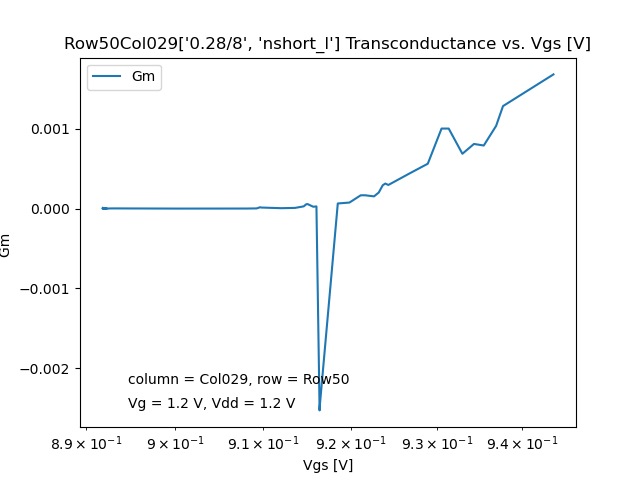 Row50Col029['0.28/8', 'nshort_l'] Transconductance vs. Vgs [V]
Gm
0.001
0.000
−0.001
−0.002
Gm
column = Col029, row = Row50
Vg = 1.2 V, Vdd = 1.2 V
8.9 × 10⁻¹ 9 × 10⁻¹ 9.1 × 10⁻¹ 9.2 × 10⁻¹ 9.3 × 10⁻¹ 9.4 × 10⁻¹
Vgs [V]